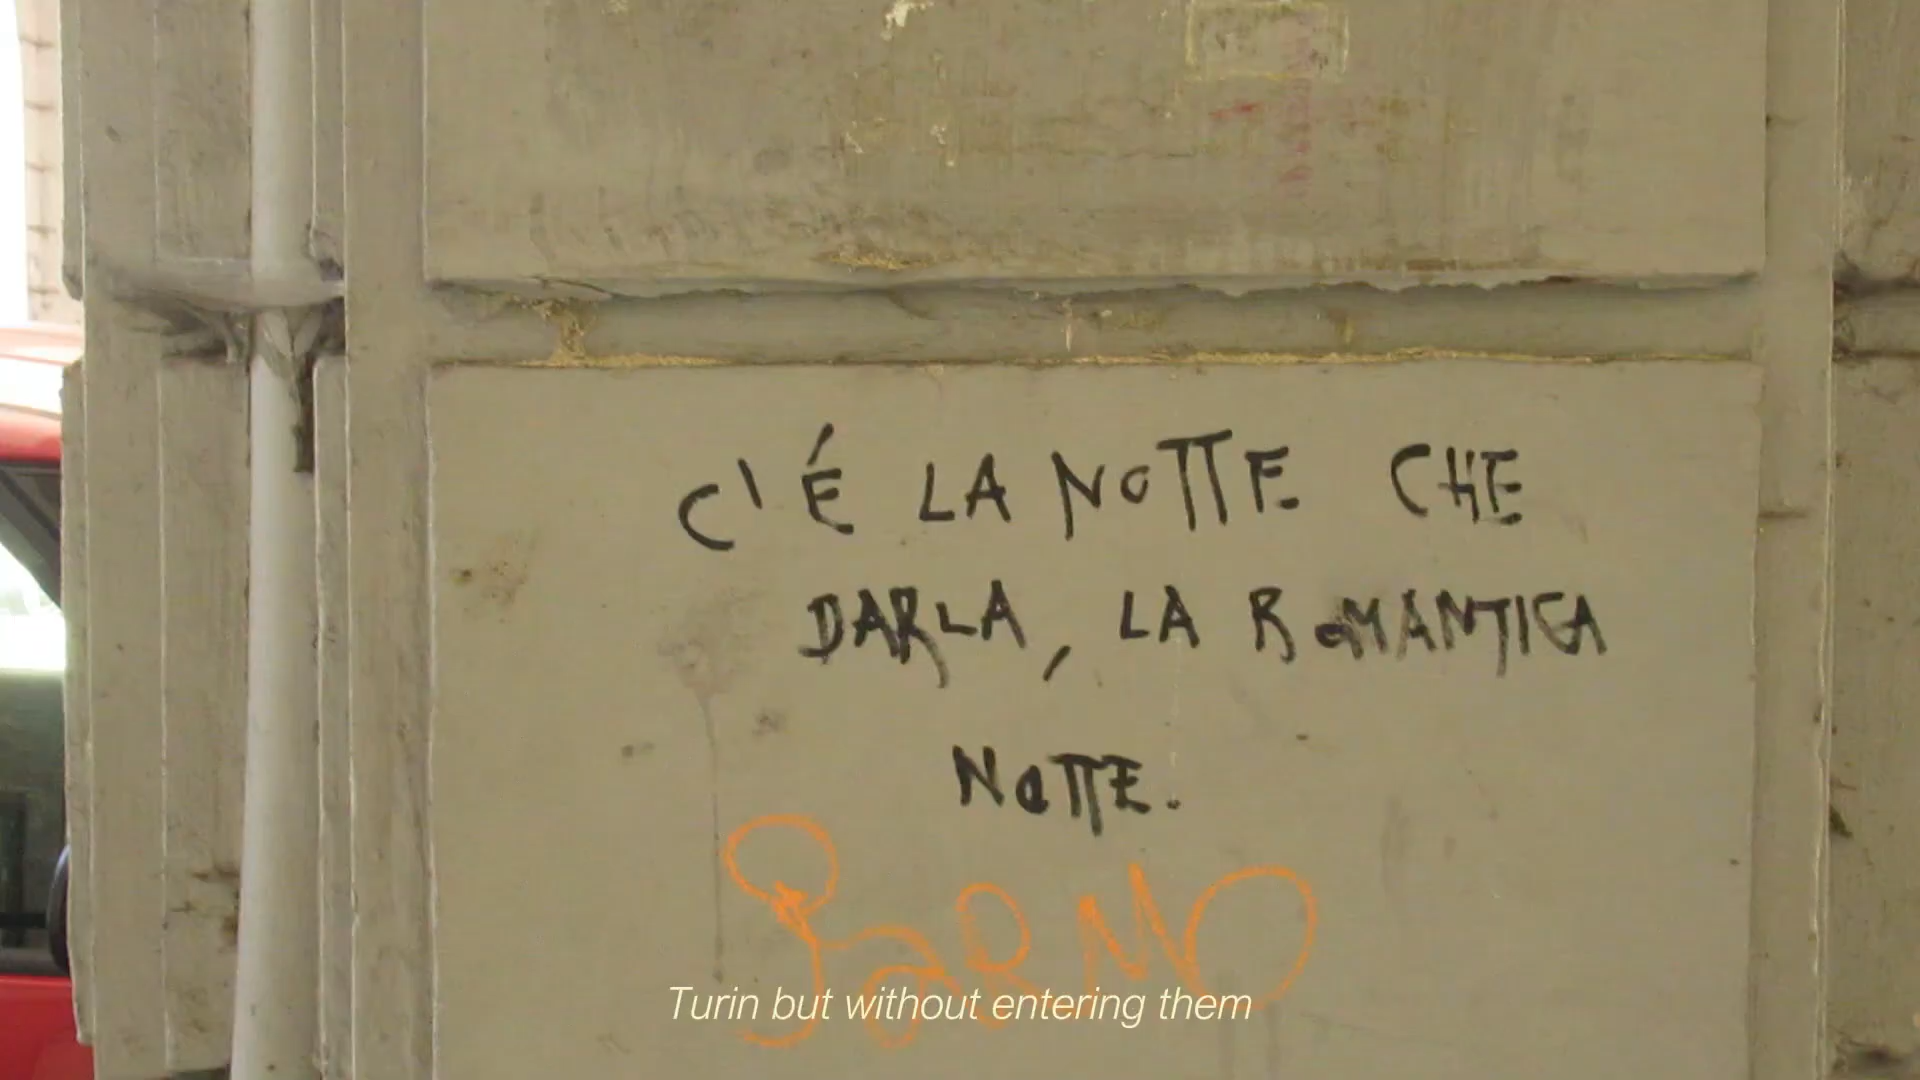 C'É LA NOTTE CHE
DARLA, LA ROMANTICA
NOTTE.
Turin but without entering them